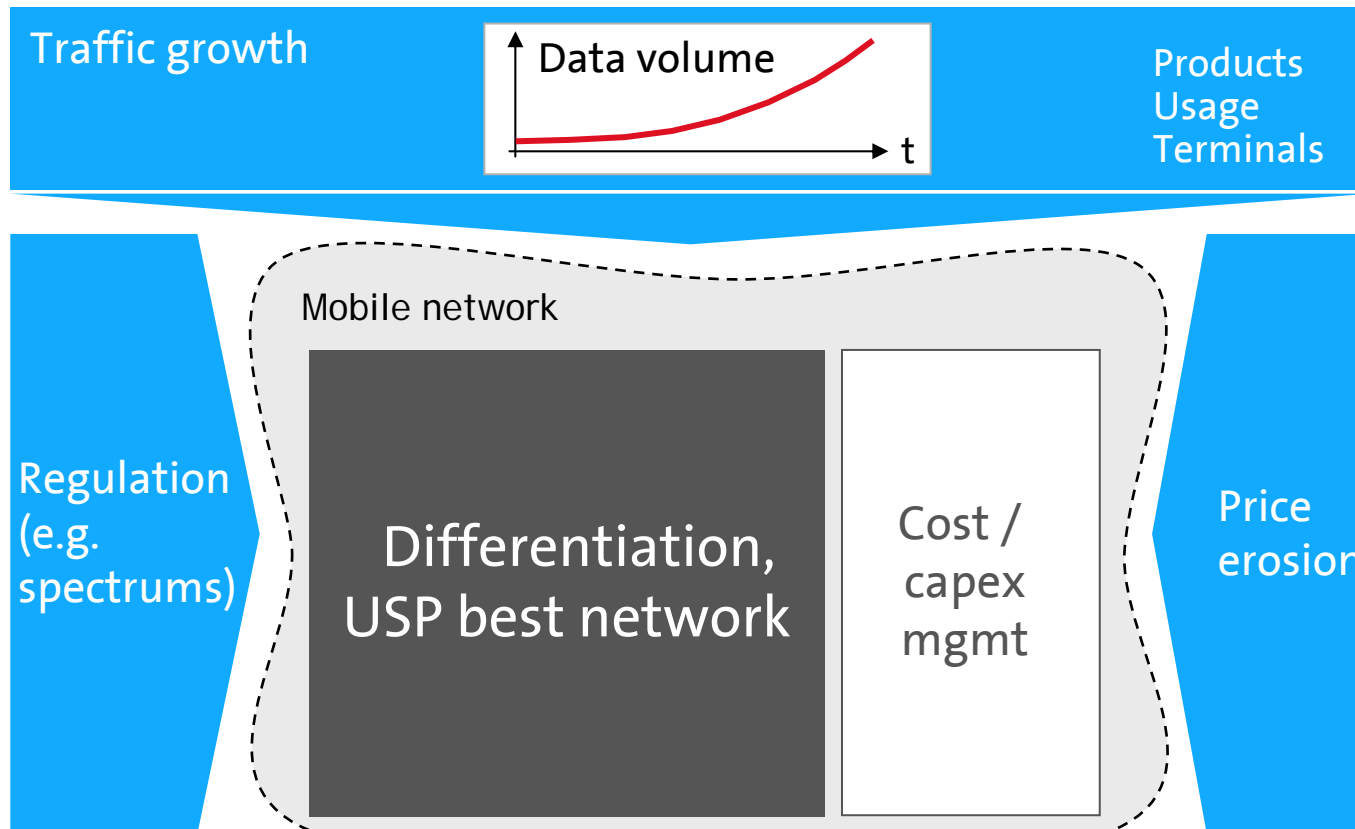 Traffic growth
Data volume
t
Products
Usage
Terminals
Mobile network
Regulation
(e.g.
spectrums)
Differentiation,
USP best network
Cost /
capex
mgmt
Price
erosion